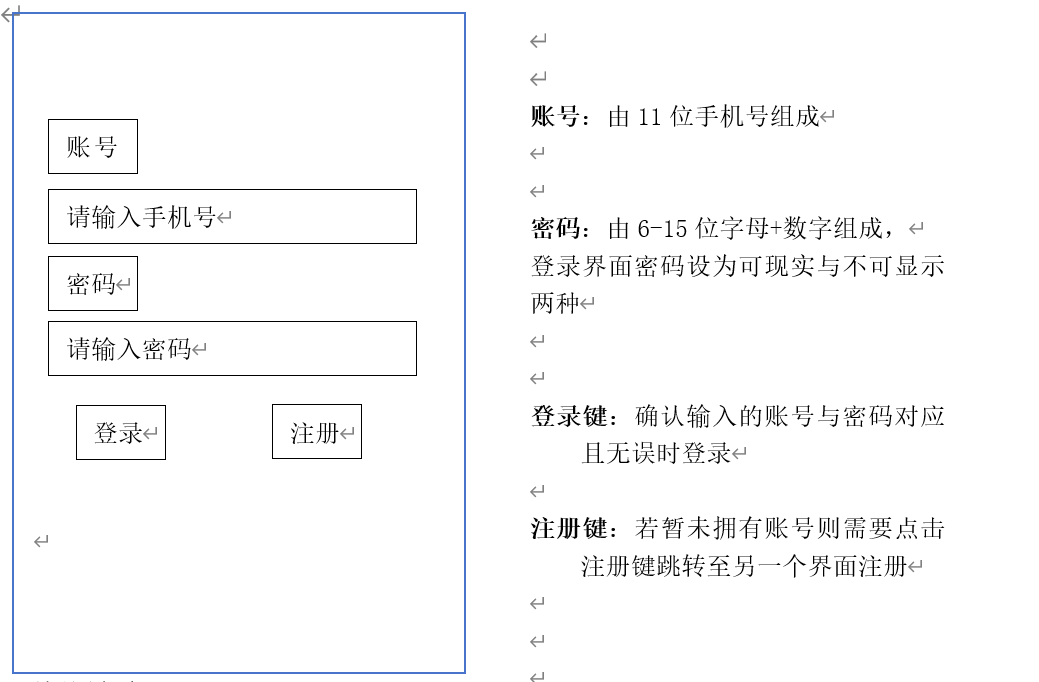 账号
请输入手机号
密码
请输入密码
登录
注册
账号：由 11 位手机号组成
密码：由 6-15 位字母+数字组成，
登录界面密码设为可现实与不可显示
两种
登录键：确认输入的账号与密码对应
且无误时登录
注册键：若暂未拥有账号则需要点击
注册键跳转至另一个界面注册